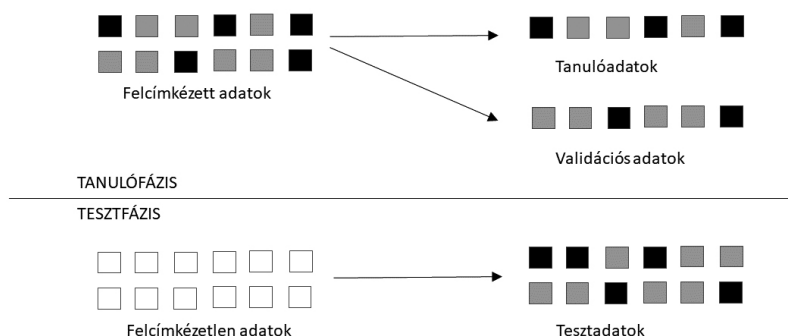 Felcímkézett adatok
Tanulóadatok
Validációs adatok
TANULÓFÁZIS
TESZTFÁZIS
Felcímkézetlen adatok
Tesztadatok